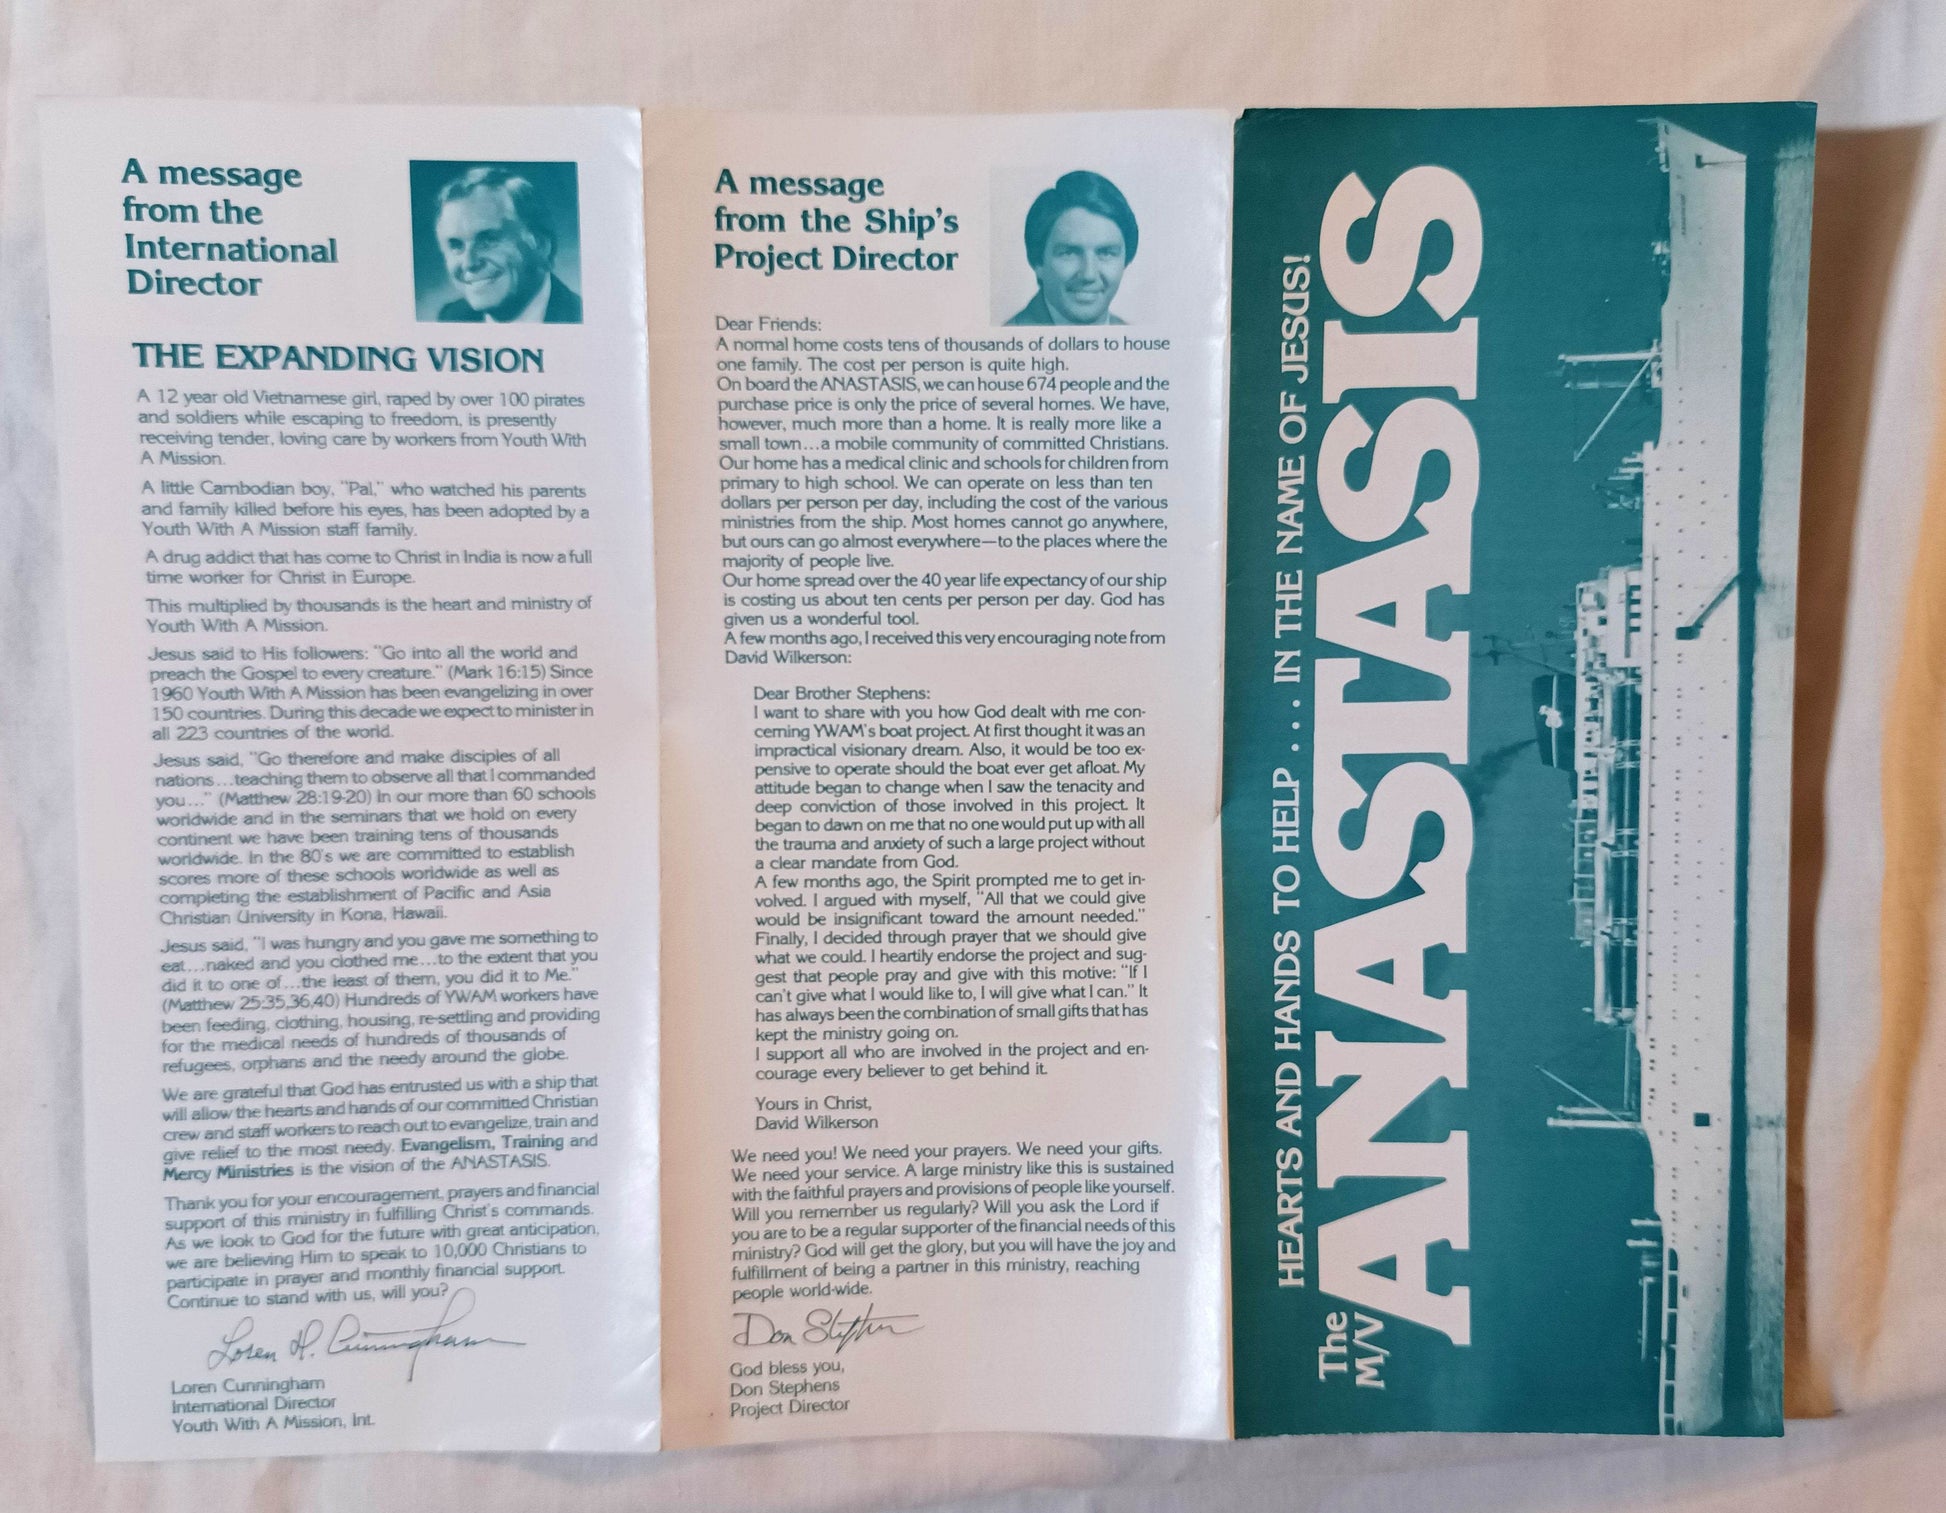 A message
from the
International
Director
THE EXPANDING VISION
A 12 year old Vietnamese girl, raped by over 100 pirates
and soldiers while escaping to freedom, is presently
receiving tender, loving care by workers from Youth With
A Mission.
A little Cambodian boy, "Pal," who watched his parents
and family killed before his eyes, has been adopted by a
Youth With A Mission staff family.
A drug addict that has come to Christ in India is now a full
time worker for Christ in Europe.
This multiplied by thousands is the heart and ministry of
Youth With A Mission.
Jesus said to His followers: "Go into all the world and
preach the Gospel to every creature." (Mark 16:15) Since
1960 Youth With A Mission has been evangelizing in over
150 countries. During this decade we expect to minister in
all 223 countries of the world.
Jesus said, "Go therefore and make disciples of all
nations...teaching them to observe all that I commanded
you..." (Matthew 28:19-20) In our more than 60 schools
worldwide and in the seminars that we hold on every
continent we have been training tens of thousands
worldwide. In the 80's we are committed to establish
scores more of these schools worldwide as well as
completing the establishment of Pacific and Asia
Christian University in Kona, Hawaii.
Jesus said, "I was hungry and you gave me something to
eat...naked and you clothed me...to the extent that you
did it to one of...the least of them, you did it to Me."
(Matthew 25:35,36,40) Hundreds of YWAM workers have
been feeding, clothing, housing, re-settling and providing
for the medical needs of hundreds of thousands of
refugees, orphans and the needy around the globe.
We are grateful that God has entrusted us with a ship that
will allow the hearts and hands of our committed Christian
crew and staff workers to reach out to evangelize, train and
give relief to the most needy. Evangelism, Training and
Mercy Ministries is the vision of the ANASTASIS.
Thank you for your encouragement, prayers and financial
support of this ministry in fulfilling Christ's commands.
As we look to God for the future with great anticipation,
we are believing Him to speak to 10,000 Christians to
participate in prayer and monthly financial support.
Continue to stand with us, will you?
Loren D. Cunningham
Loren Cunningham
International Director
Youth With A Mission, Int.
A message
from the Ship's
Project Director
Dear Friends:
A normal home costs tens of thousands of dollars to house
one family. The cost per person is quite high.
On board the ANASTASIS, we can house 674 people and the
purchase price is only the price of several homes. We have,
however, much more than a home. It is really more like a
small town...a mobile community of committed Christians.
Our home has a medical clinic and schools for children from
primary to high school. We can operate on less than ten
dollars per person per day, including the cost of the various
ministries from the ship. Most homes cannot go anywhere,
but ours can go almost everywhere—to the places where the
majority of people live.
Our home spread over the 40 year life expectancy of our ship
is costing us about ten cents per person per day. God has
given us a wonderful tool.
A few months ago, I received this very encouraging note from
David Wilkerson:
Dear Brother Stephens:
I want to share with you how God dealt with me con-
cerning YWAM's boat project. At first thought it was an
impractical visionary dream. Also, it would be too ex-
pensive to operate should the boat ever get afloat. My
attitude began to change when I saw the tenacity and
deep conviction of those involved in this project. It
began to dawn on me that no one would put up with all
the trauma and anxiety of such a large project without
a clear mandate from God.
A few months ago, the Spirit prompted me to get in-
volved. I argued with myself, "All that we could give
would be insignificant toward the amount needed."
Finally, I decided through prayer that we should give
what we could. I heartily endorse the project and sug-
gest that people pray and give with this motive: "If I
can't give what I would like to, I will give what I can." It
has always been the combination of small gifts that has
kept the ministry going on.
I support all who are involved in the project and en-
courage every believer to get behind it.
Yours in Christ,
David Wilkerson
We need you! We need your prayers. We need your gifts.
We need your service. A large ministry like this is sustained
with the faithful prayers and provisions of people like yourself.
Will you remember us regularly? Will you ask the Lord if
you are to be a regular supporter of the financial needs of this
ministry? God will get the glory, but you will have the joy and
fulfillment of being a partner in this ministry, reaching
people world-wide.
Don Stephens
God bless you,
Don Stephens
Project Director
HEARTS AND HANDS TO HELP . . . . IN THE NAME OF JESUS!
The
M/V
ANASTASIS